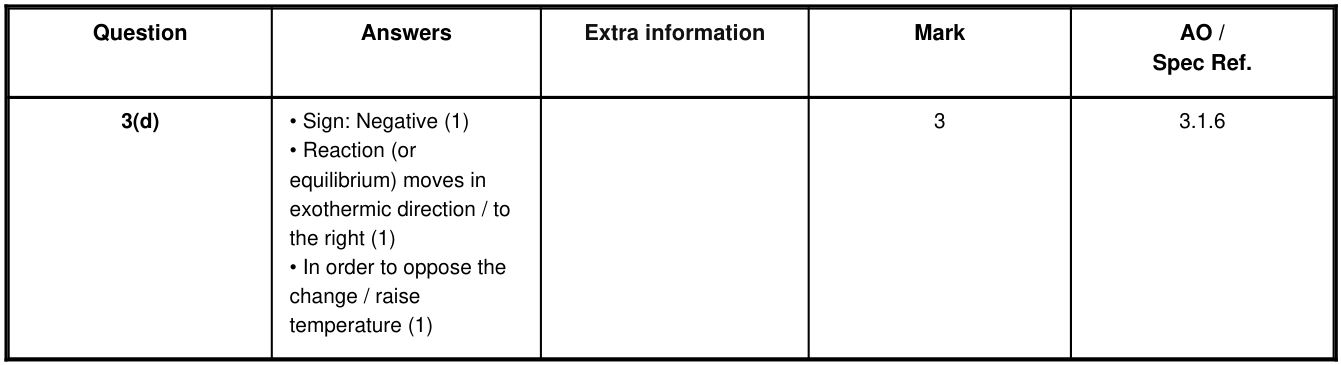 Question Answers Extra information Mark AO /
Spec Ref.
3(d) • Sign: Negative (1) 3 3.1.6
• Reaction (or
equilibrium) moves in
exothermic direction / to
the right (1)
• In order to oppose the
change / raise
temperature (1)